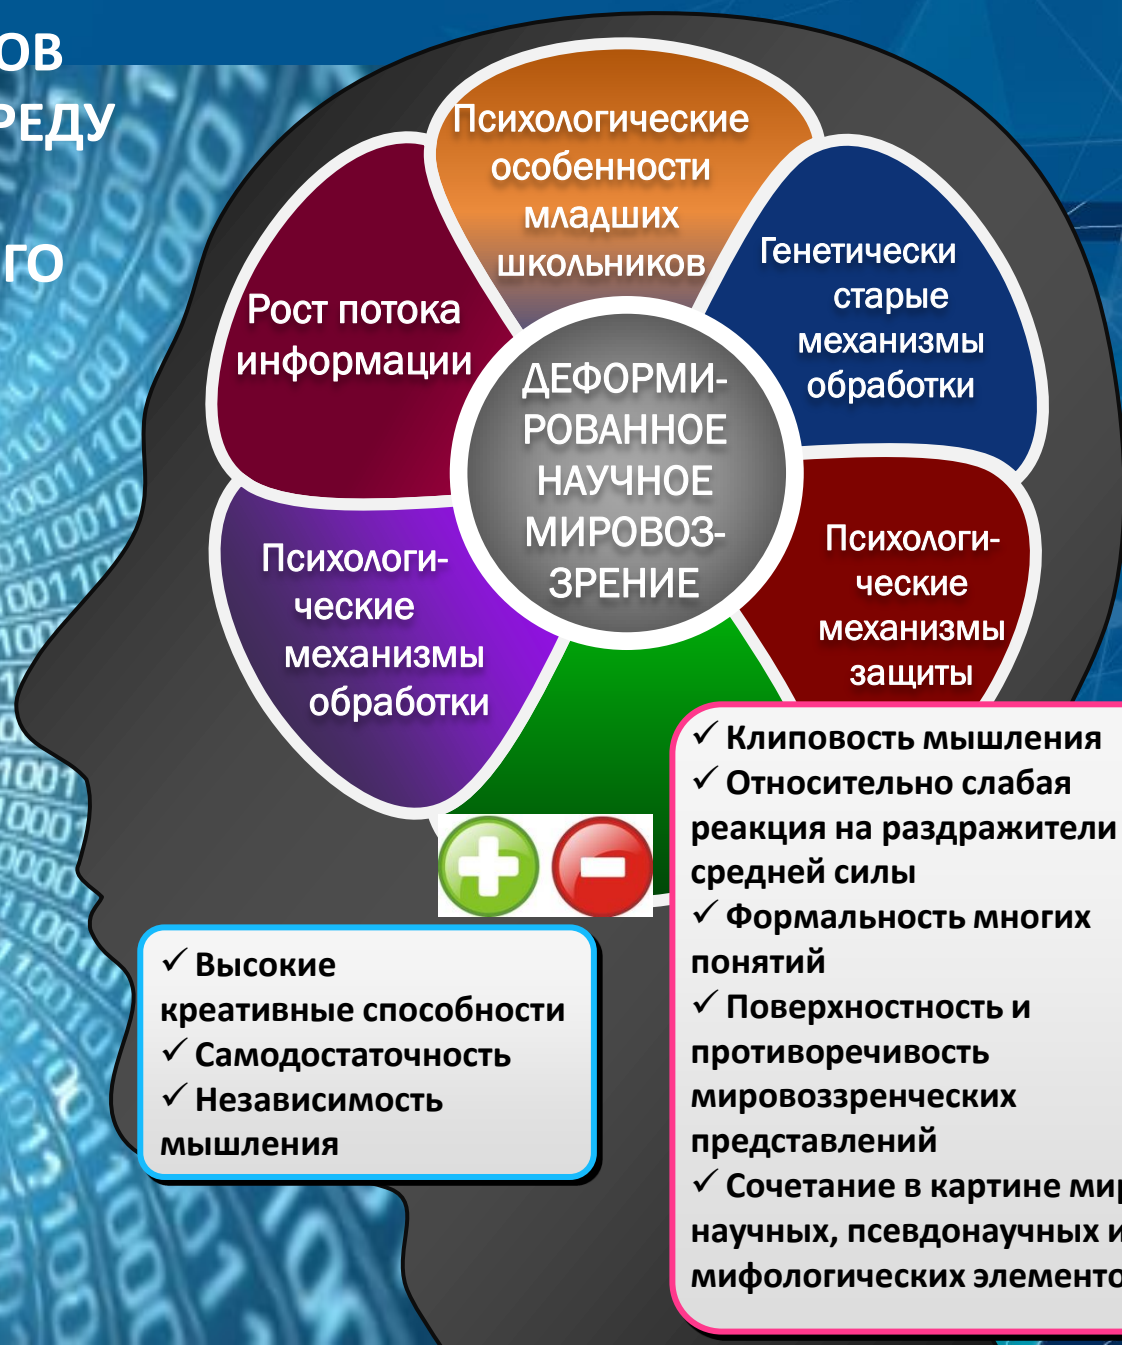 ОВ
РЕДУ
ГО
Психологические
особенности
младших
школьников
Генетически
старые
механизмы
обработки
Рост потока
информации
ДЕФОРМИ-
РОВАННОЕ
НАУЧНОЕ
МИРОВОЗ-
ЗРЕНИЕ
Психологи-
ческие
механизмы
защиты
Психологи-
ческие
механизмы
обработки
✓ Клиповость мышления
✓ Относительно слабая
реакция на раздражители
средней силы
✓ Формальность многих
понятий
✓ Поверхностность и
противоречивость
мировоззренческих
представлений
✓ Сочетание в картине мир
научных, псевдонаучных и
мифологических элементо
✓ Высокие
креативные способности
✓ Самодостаточность
✓ Независимость
мышления